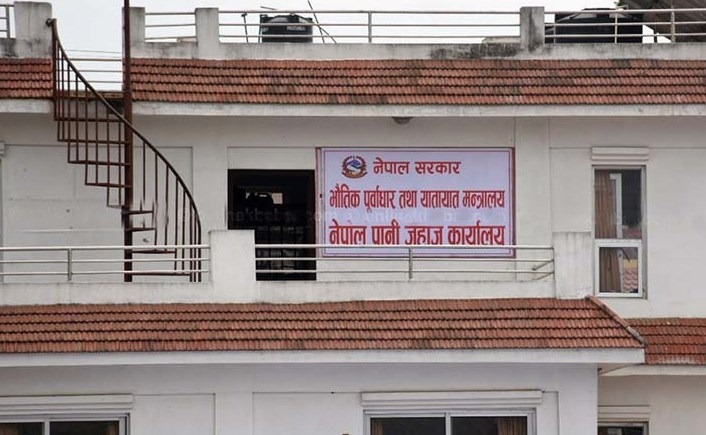 नेपाल सरकार
भौतिक पूर्वाधार तथा यातायात मन्त्रालय
नेपाल पानी जहाज कार्यालय